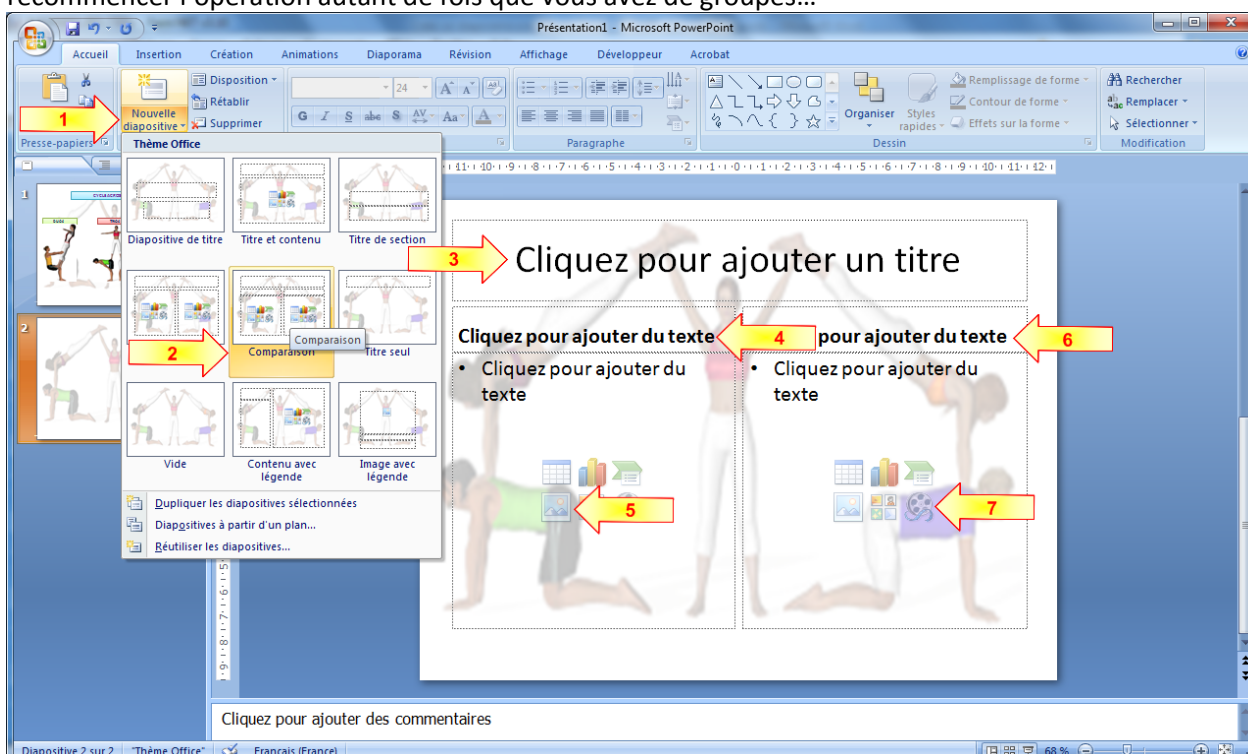 recommencer l'opération autant de fois que vous avez de groupes…
Présentation1 - Microsoft PowerPoint
Accueil Insertion Création Animations Diaporama Révision Affichage Développeur Acrobat
Disposition
Rétablir
Supprimer
Nouvelle
diapositive
1
24
Organiser
Styles
rapides
Remplissage de forme
Contour de forme
Effets sur la forme
Rechercher
Remplacer
Sélectionner
Presse-papiers
Paragraphe
Dessin
Modification
Thème Office
Diapositive de titre
Titre et contenu
Titre de section
2
Comparaison
Comparaison
Titre seul
Vide
Contenu avec
légende
Image avec
légende
Dupliquer les diapositives sélectionnées
Diapositives à partir d'un plan...
Réutiliser les diapositives...
1
2
3
Cliquez pour ajouter un titre
Cliquez pour ajouter du texte
4
pour ajouter du texte
6
• Cliquez pour ajouter du
texte
• Cliquez pour ajouter du
texte
5
7
Cliquez pour ajouter des commentaires
Diapositive 2 sur 2
"Thème Office"
Français (France)
68 %